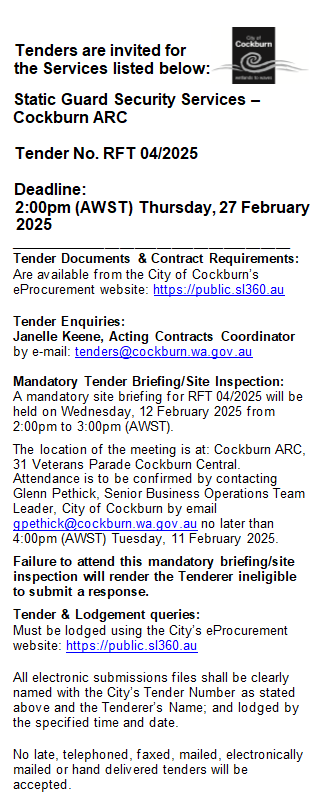 City of
Cockburn
wetlands to waves
Tenders are invited for
the Services listed below:
Static Guard Security Services –
Cockburn ARC
Tender No. RFT 04/2025
Deadline:
2:00pm (AWST) Thursday, 27 February
2025
Tender Documents & Contract Requirements:
Are available from the City of Cockburn's
eProcurement website: https://public.sl360.au
Tender Enquiries:
Janelle Keene, Acting Contracts Coordinator
by e-mail: tenders@cockburn.wa.gov.au
Mandatory Tender Briefing/Site Inspection:
A mandatory site briefing for RFT 04/2025 will be
held on Wednesday, 12 February 2025 from
2:00pm to 3:00pm (AWST).
The location of the meeting is at: Cockburn ARC,
31 Veterans Parade Cockburn Central.
Attendance is to be confirmed by contacting
Glenn Pethick, Senior Business Operations Team
Leader, City of Cockburn by email
gpethick@cockburn.wa.gov.au no later than
4:00pm (AWST) Tuesday, 11 February 2025.
Failure to attend this mandatory briefing/site
inspection will render the Tenderer ineligible
to submit a response.
Tender & Lodgement queries:
Must be lodged using the City's eProcurement
website: https://public.sl360.au
All electronic submissions files shall be clearly
named with the City's Tender Number as stated
above and the Tenderer's Name; and lodged by
the specified time and date.
No late, telephoned, faxed, mailed, electronically
mailed or hand delivered tenders will be
accepted.